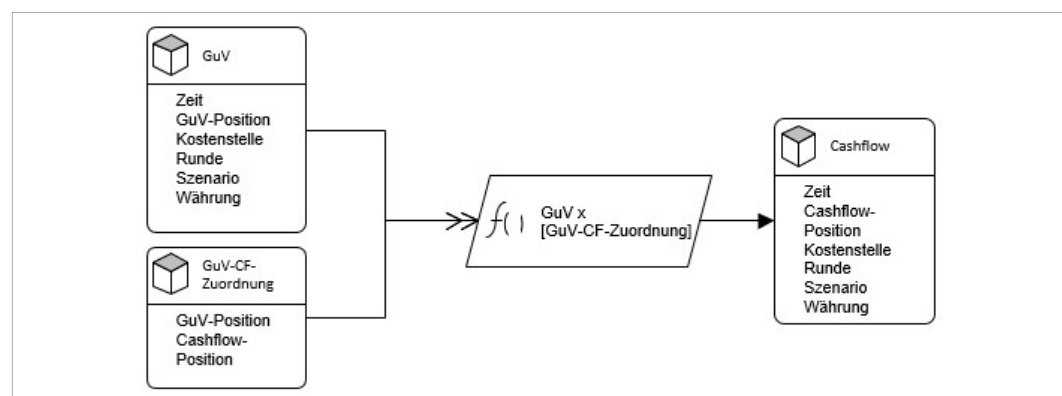 GuV
Zeit
GuV-Position
Kostenstelle
Runde
Szenario
Währung
GuV-CF-
Zuordnung
GuV-Position
Cashflow-
Position
f()
GuV x
[GuV-CF-Zuordnung]
Cashflow
Zeit
Cashflow-
Position
Kostenstelle
Runde
Szenario
Währung